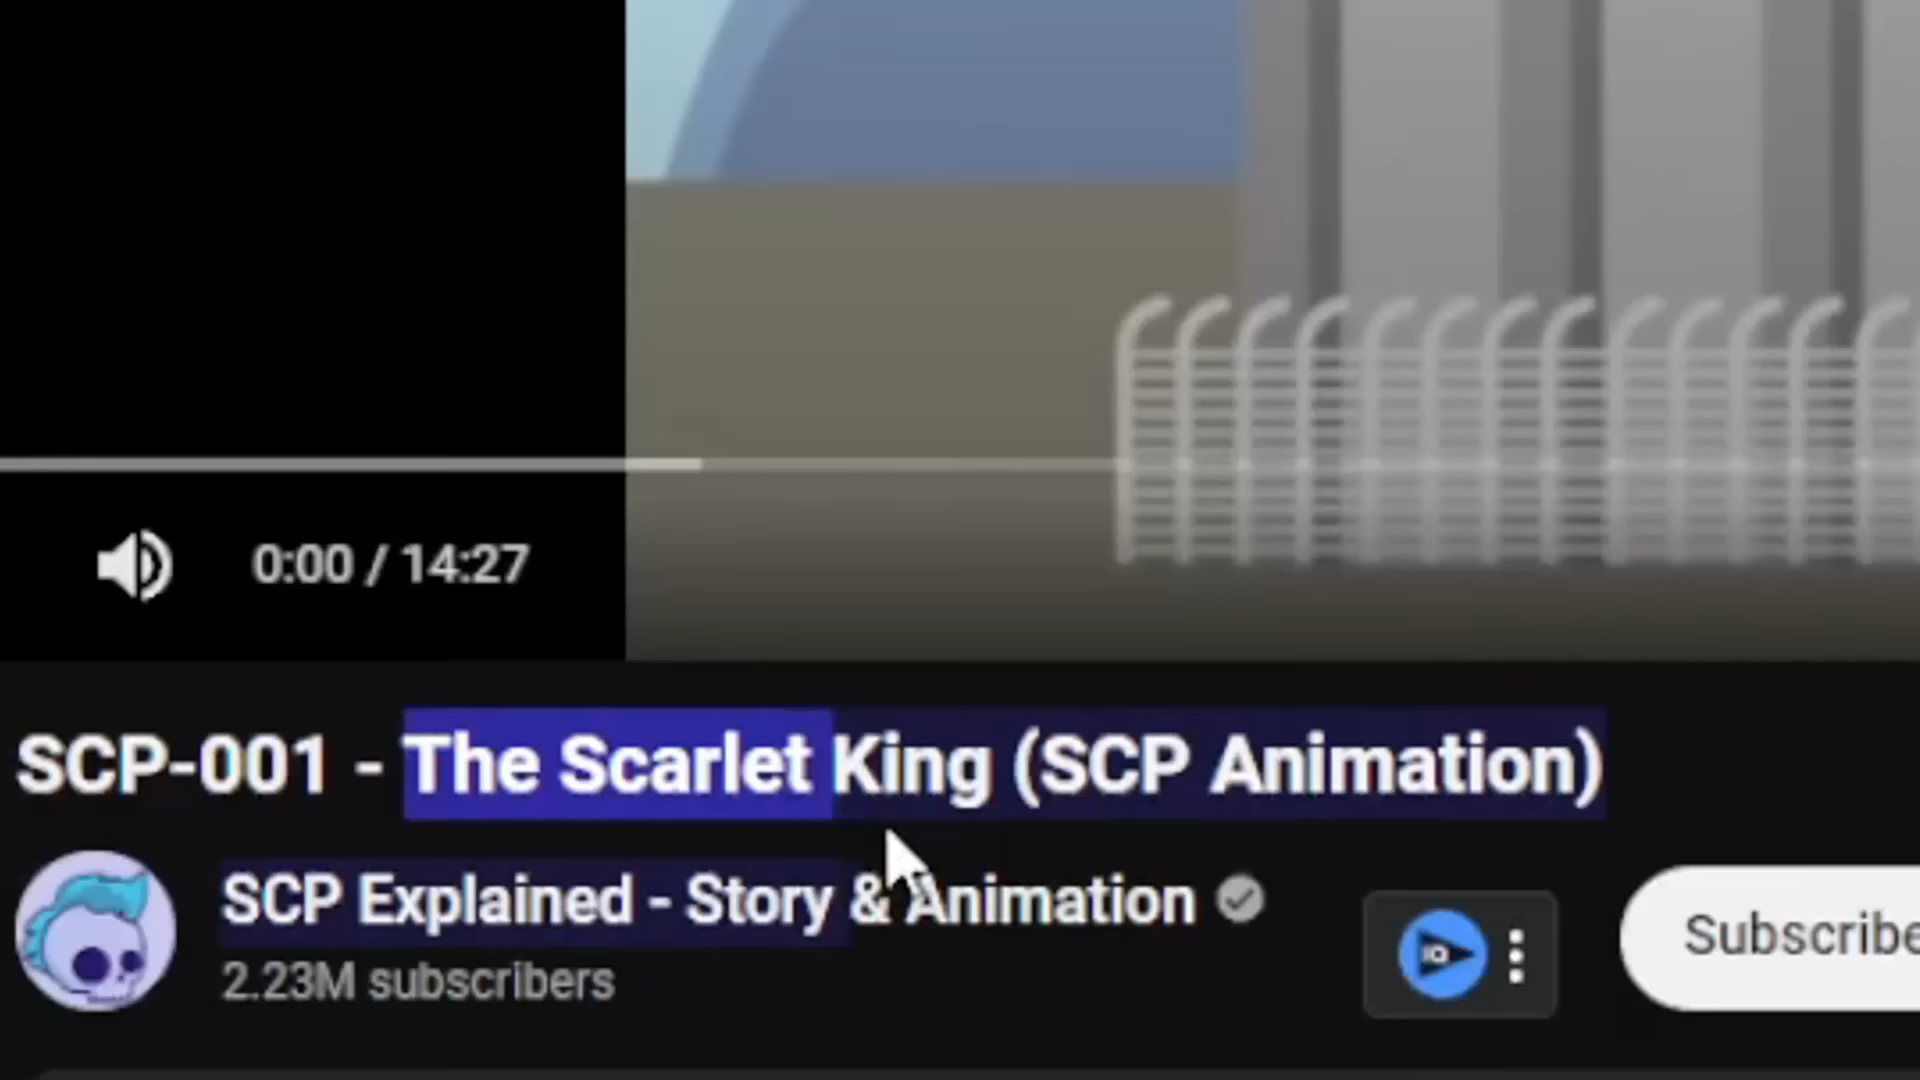 0:00 / 14:27
SCP-001 - The Scarlet King (SCP Animation)
SCP Explained - Story & Animation
2.23M subscribers
IO
Subscribe